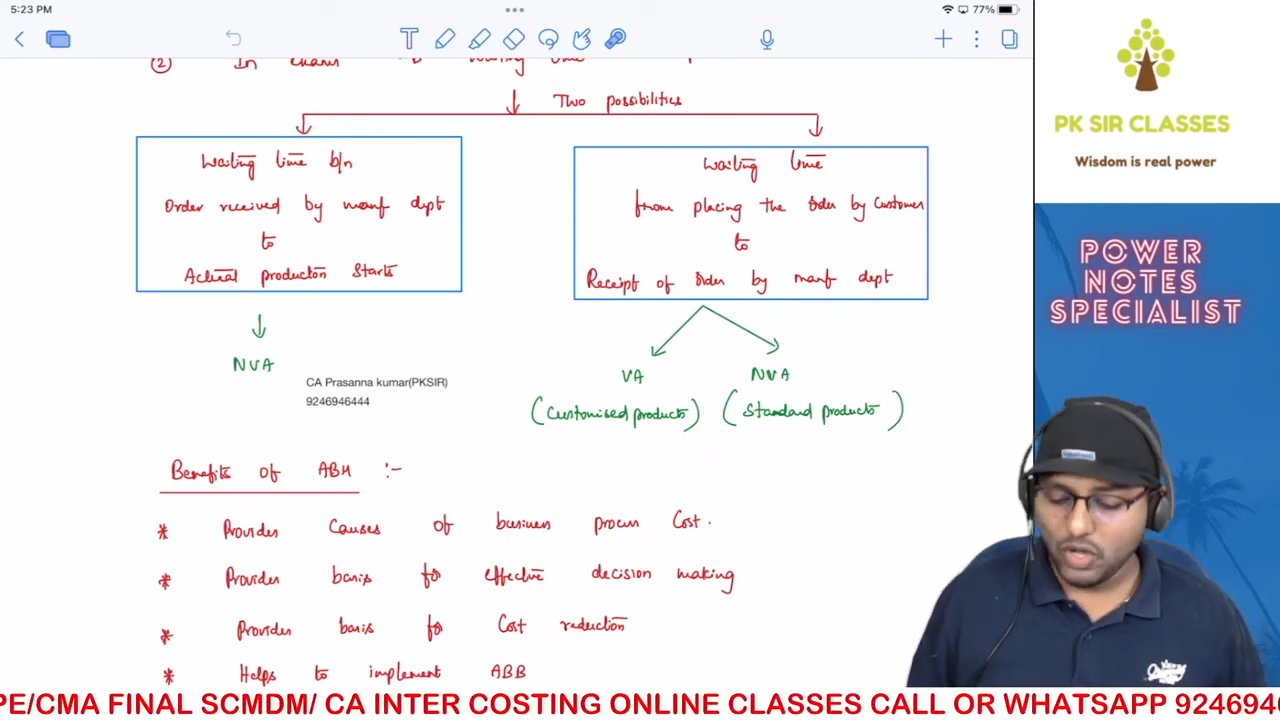 5:23 PM
77%
② In
Two possibilities
Waiting time b/n
Order received by manf dept
to
Actual production starts
NVA
Waiting time
from placing the order by customer
to
Receipt of order by manf dept
VA
(Customised products)
NVA
(Standard products)
CA Prasanna kumar(PKSIR)
9246946444
Benefits of ABM :-
* Provides causes of business process cost.
* Provides basis for effective decision making
* Provides basis for cost reduction
* Helps to implement ABB
PK SIR CLASSES
Wisdom is real power
POWER
NOTES
SPECIALIST
PE/CMA FINAL SCMDM/ CA INTER COSTING ONLINE CLASSES CALL OR WHATSAPP 9246946